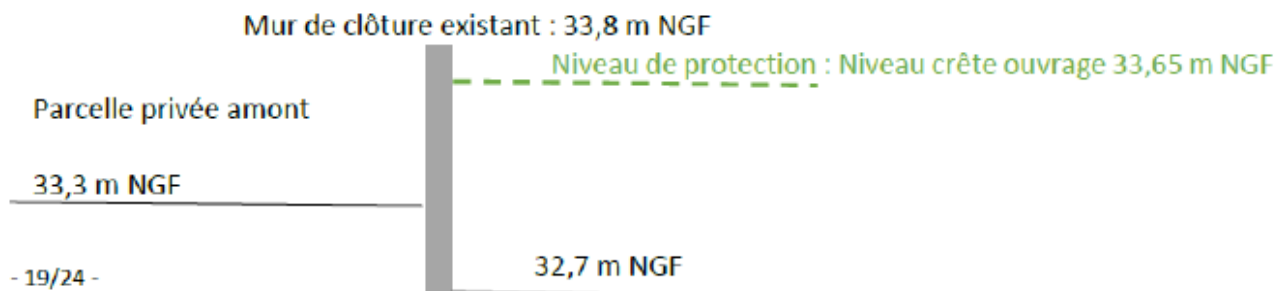 Mur de clôture existant : 33,8 m NGF
Niveau de protection : Niveau crête ouvrage 33,65 m NGF
Parcelle privée amont
33,3 m NGF
32,7 m NGF
- 19/24 -